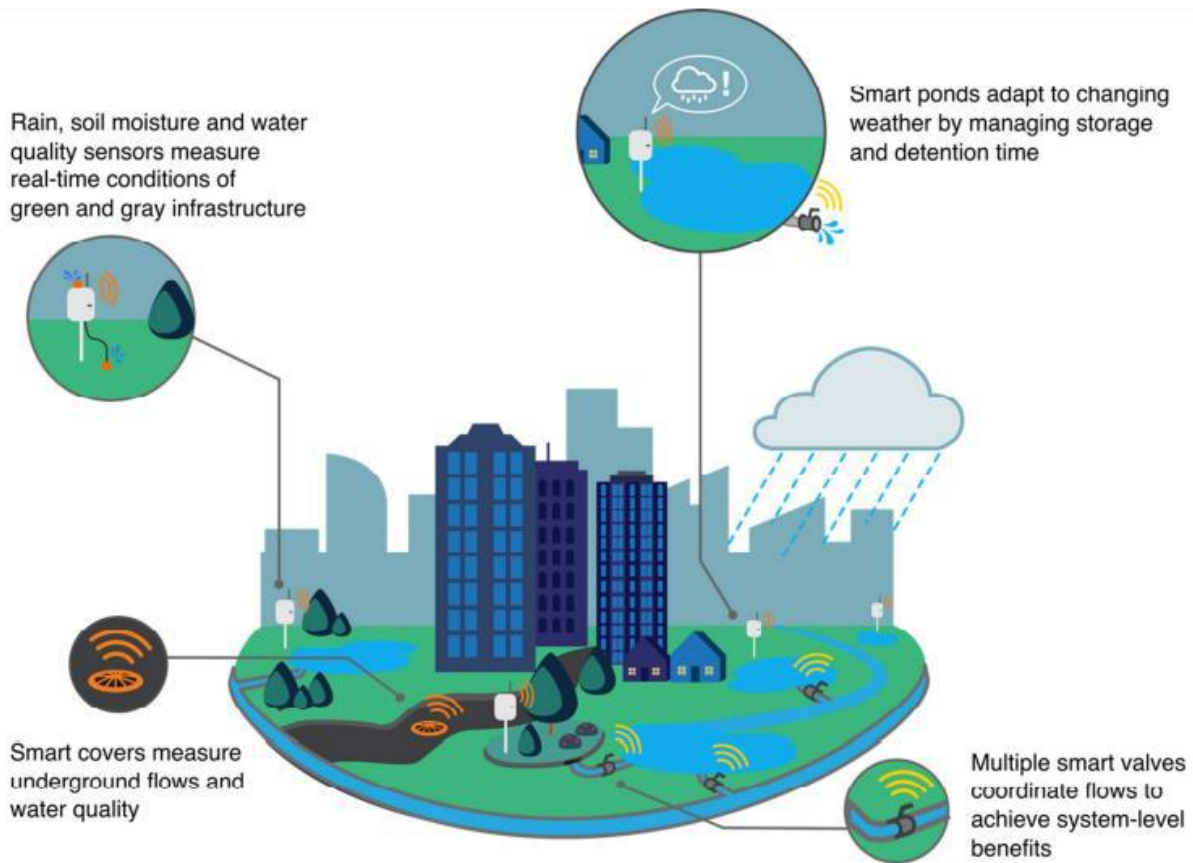 Rain, soil moisture and water
quality sensors measure
real-time conditions of
green and gray infrastructure
!
Smart ponds adapt to changing
weather by managing storage
and detention time
Smart covers measure
underground flows and
water quality
Multiple smart valves
coordinate flows to
achieve system-level
benefits